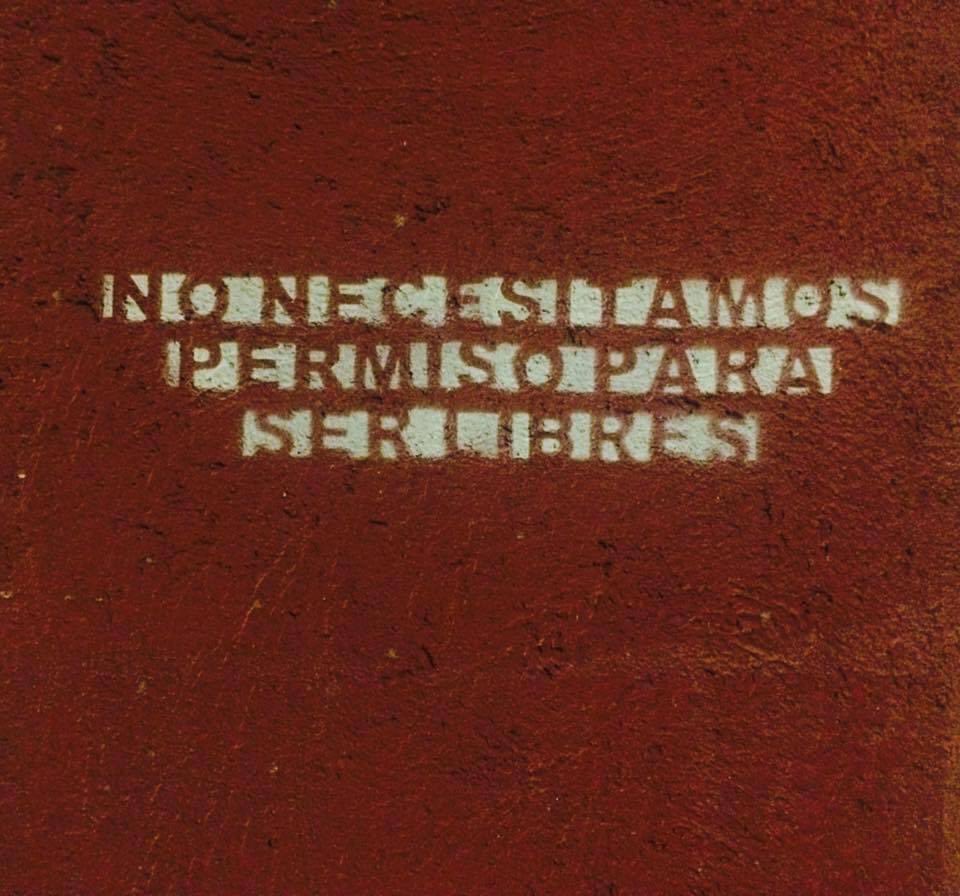 NO NECESITAMOS
PERMISO PARA
SER LIBRES